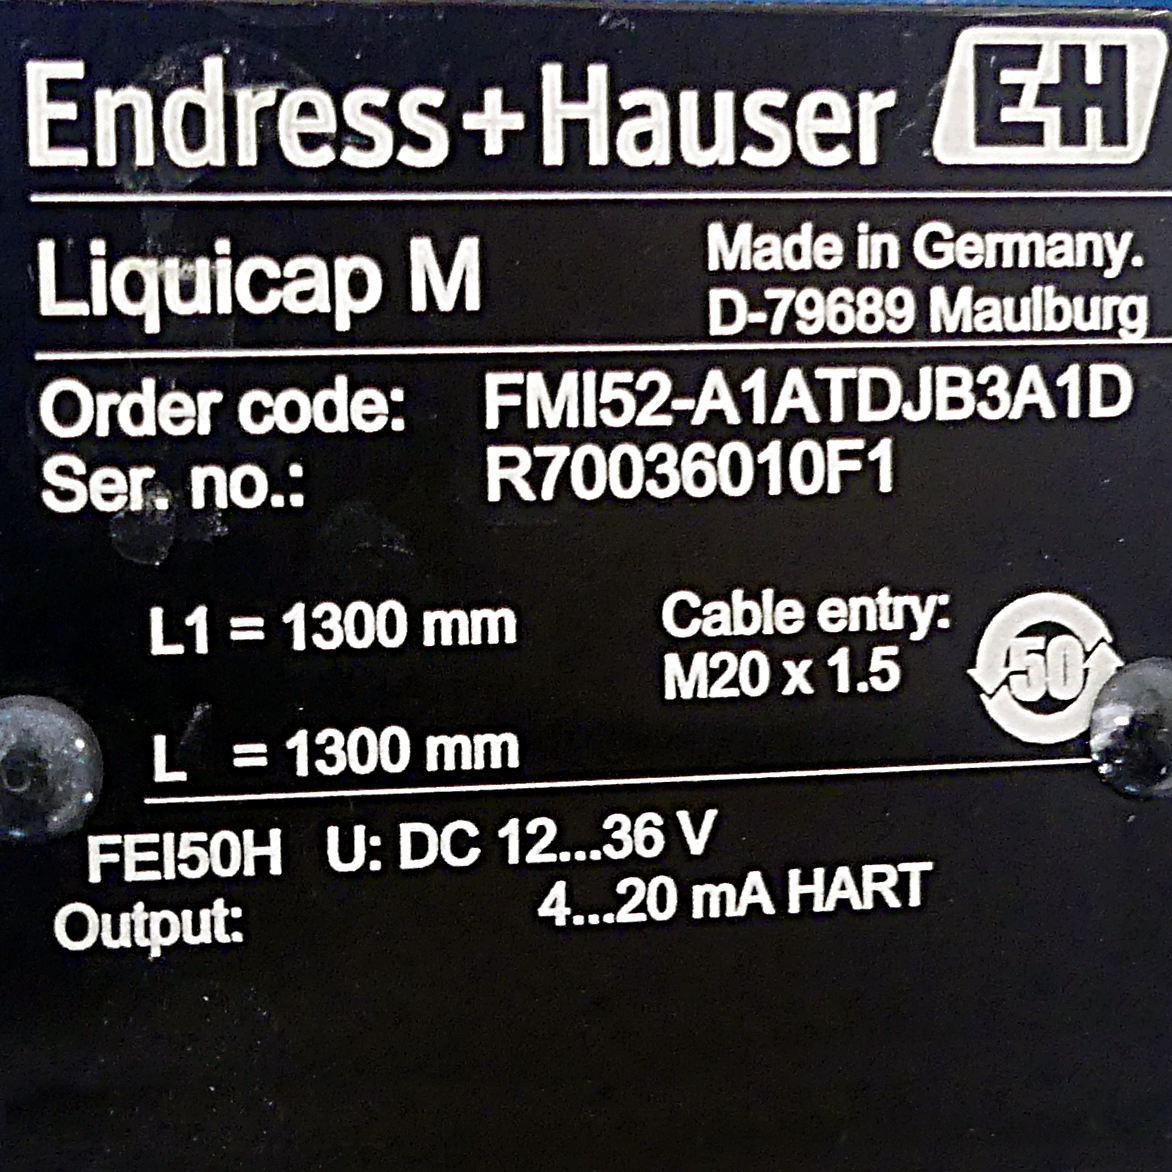 Endress+Hauser EH
Liquicap M
Made in Germany.
D-79689 Maulburg
Order code: FMI52-A1ATDJB3A1D
Ser. no.: R70036010F1
L1 = 1300 mm
Cable entry:
M20 x 1.5
50
L = 1300 mm
FEI50H U: DC 12...36 V
Output: 4...20 mA HART